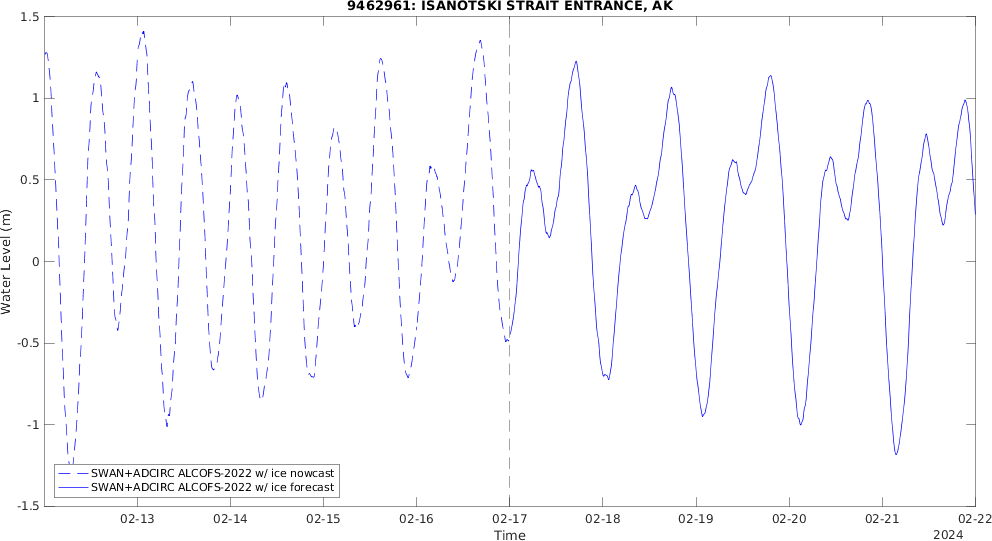 9462961: ISANOTSKI STRAIT ENTRANCE, AK
1.5
1
0.5
0
-0.5
-1
-1.5
Water Level (m)
SWAN+ADCIRC ALCOFS-2022 w/ ice nowcast
SWAN+ADCIRC ALCOFS-2022 w/ ice forecast
02-13 02-14 02-15 02-16 02-17 02-18 02-19 02-20 02-21 02-22
Time
2024